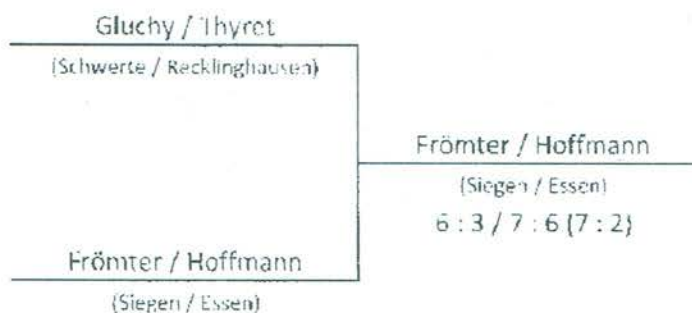 Gluchy / Thyret
(Schwerte / Recklinghausen)
Frömter / Hoffmann
(Siegen / Essen)
6 : 3 / 7 : 6 (7 : 2)
Frömter / Hoffmann
(Siegen / Essen)